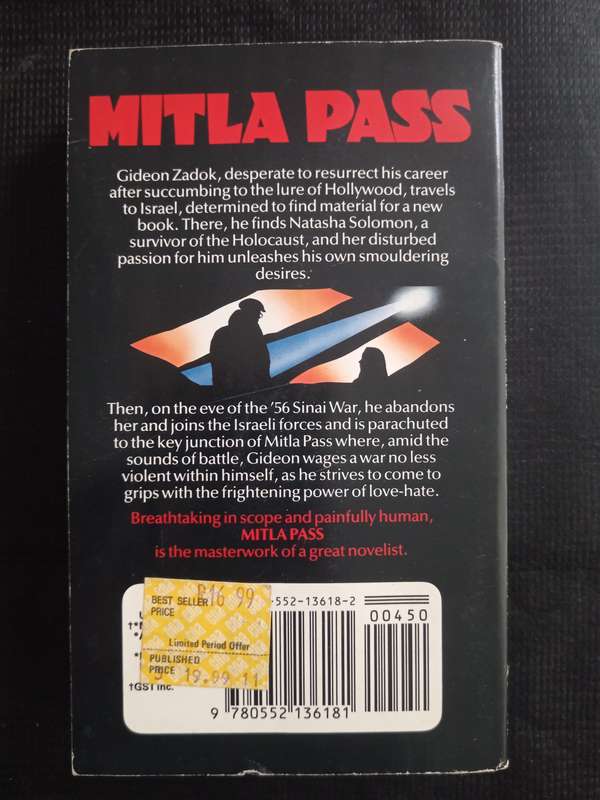 MITLA PASS
Gideon Zadok, desperate to resurrect his career
after succumbing to the lure of Hollywood, travels
to Israel, determined to find material for a new
book. There, he finds Natasha Solomon, a
survivor of the Holocaust, and her disturbed
passion for him unleashes his own smouldering
desires.
Then, on the eve of the '56 Sinai War, he abandons
her and joins the Israeli forces and is parachuted
to the key junction of Mitla Pass where, amid the
sounds of battle, Gideon wages a war no less
violent within himself, as he strives to come to
grips with the frightening power of love-hate.
Breathtaking in scope and painfully human,
MITLA PASS
is the masterwork of a great novelist.
BEST SELLER R16 99
PRICE
Limited Period Offer
PUBLISHED
PRICE 19.99 11
-552-13618-2
00450
†GST inc.
9 780552 136181